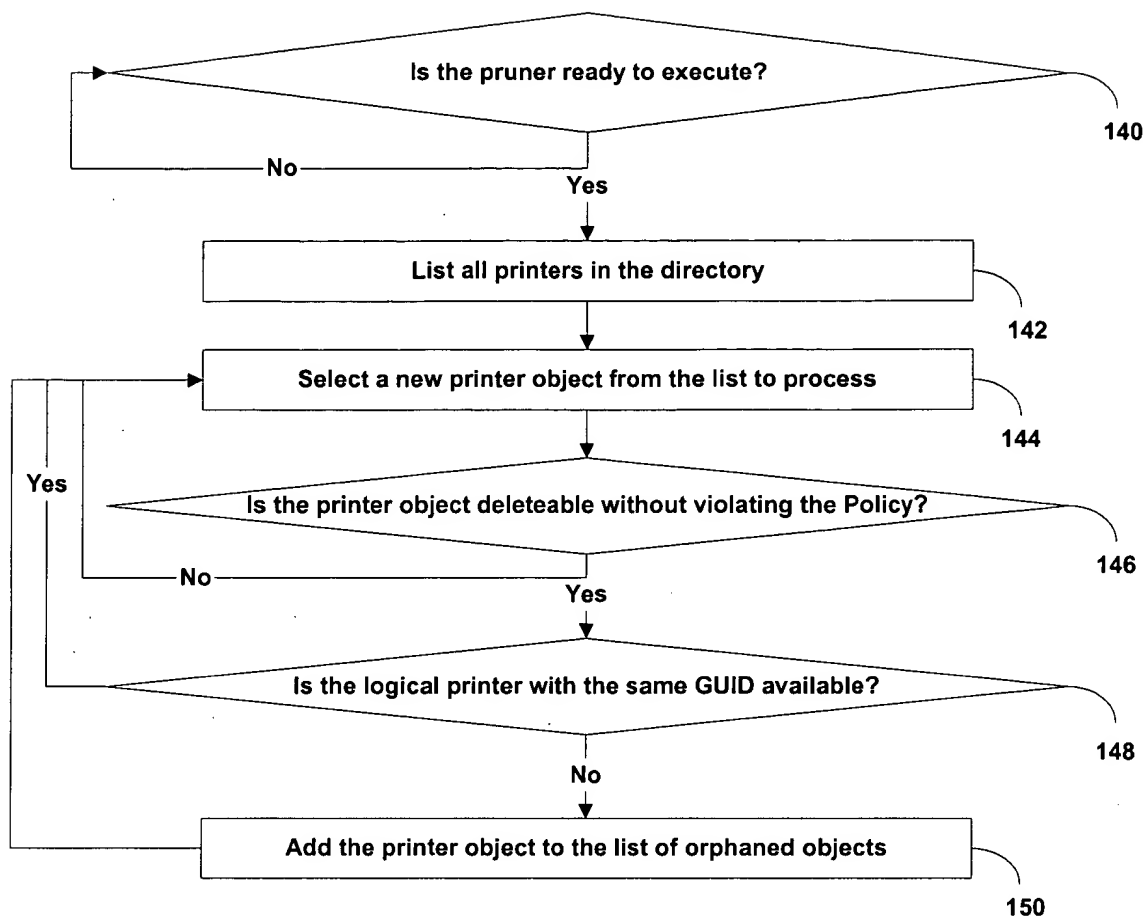 Is the pruner ready to execute?
140
No
Yes
List all printers in the directory
142
Select a new printer object from the list to process
144
Yes
Is the printer object deleteable without violating the Policy?
146
No
Yes
Is the logical printer with the same GUID available?
148
No
Add the printer object to the list of orphaned objects
150